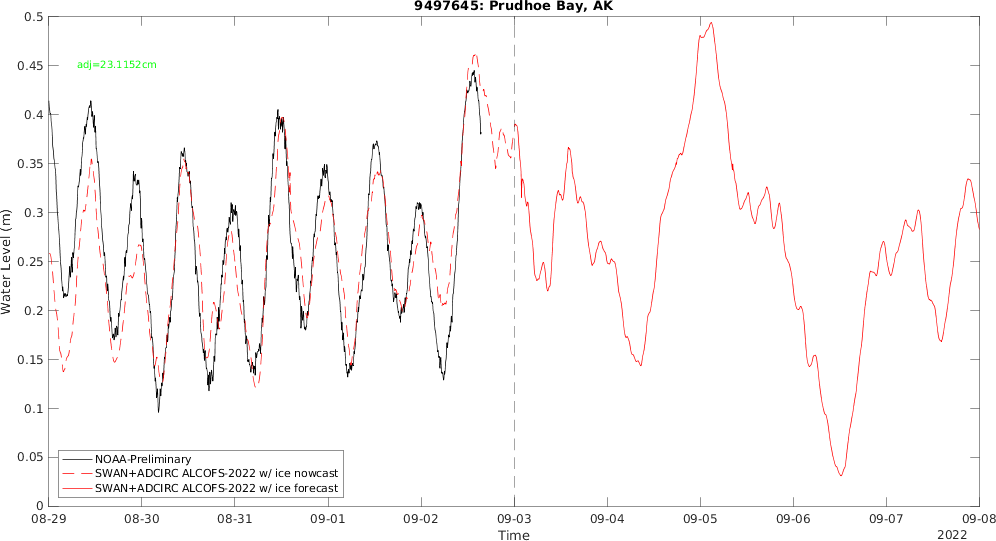 9497645: Prudhoe Bay, AK
adj=23.1152cm
Water Level (m)
0.5
0.45
0.4
0.35
0.3
0.25
0.2
0.15
0.1
0.05
0
NOAA-Preliminary
SWAN+ADCIRC ALCOFS-2022 w/ ice nowcast
SWAN+ADCIRC ALCOFS-2022 w/ ice forecast
08-29 08-30 08-31 09-01 09-02 09-03 09-04 09-05 09-06 09-07 09-08
Time
2022